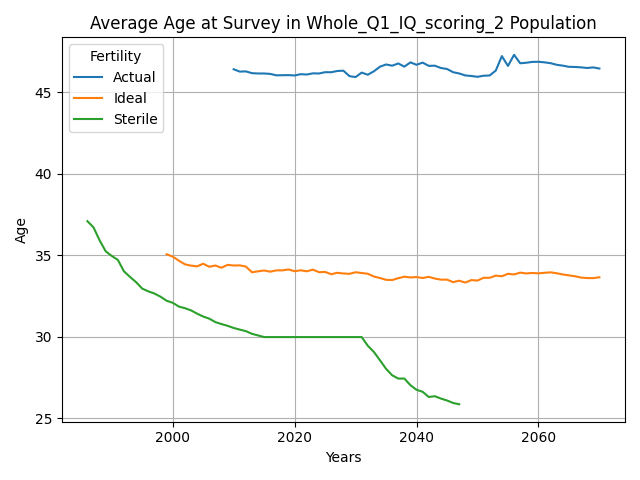 Average Age at Survey in Whole_Q1_IQ_scoring_2 Population
Fertility
Actual
Ideal
Sterile
45
40
35
30
25
Age
2000 2020 2040 2060
Years